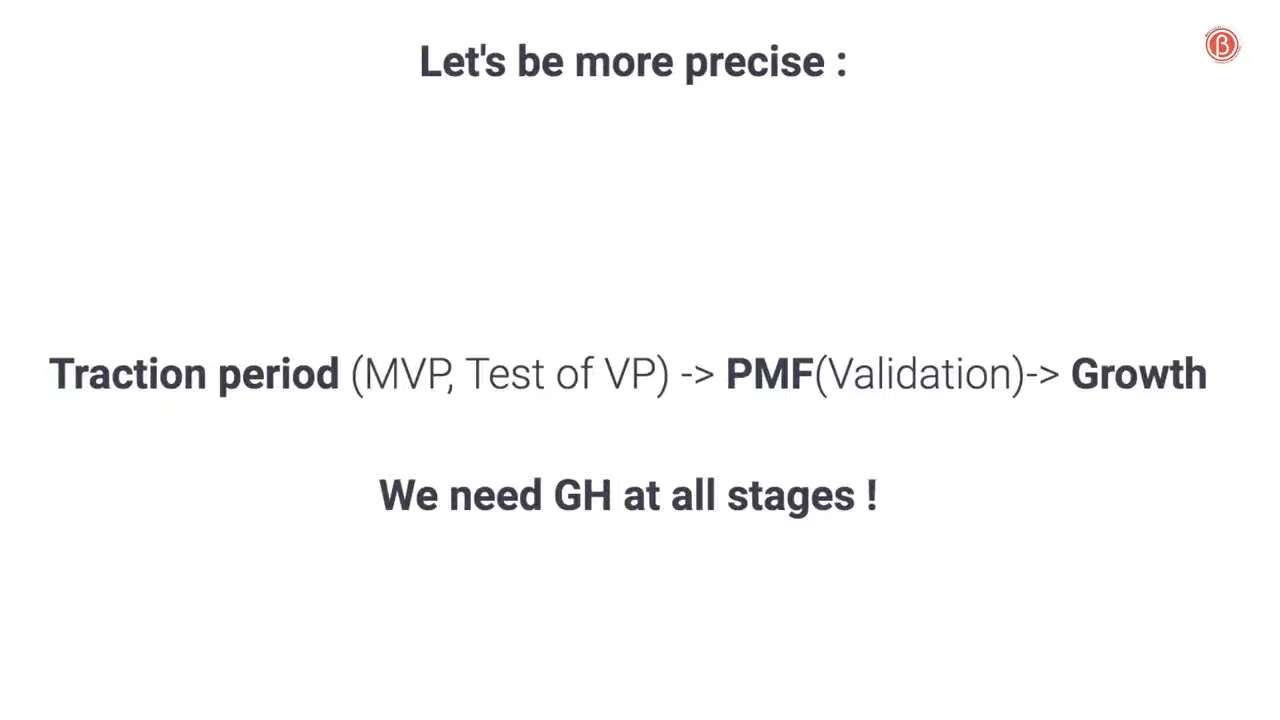 Let's be more precise :
Traction period (MVP, Test of VP) -> PMF(Validation)-> Growth
We need GH at all stages !